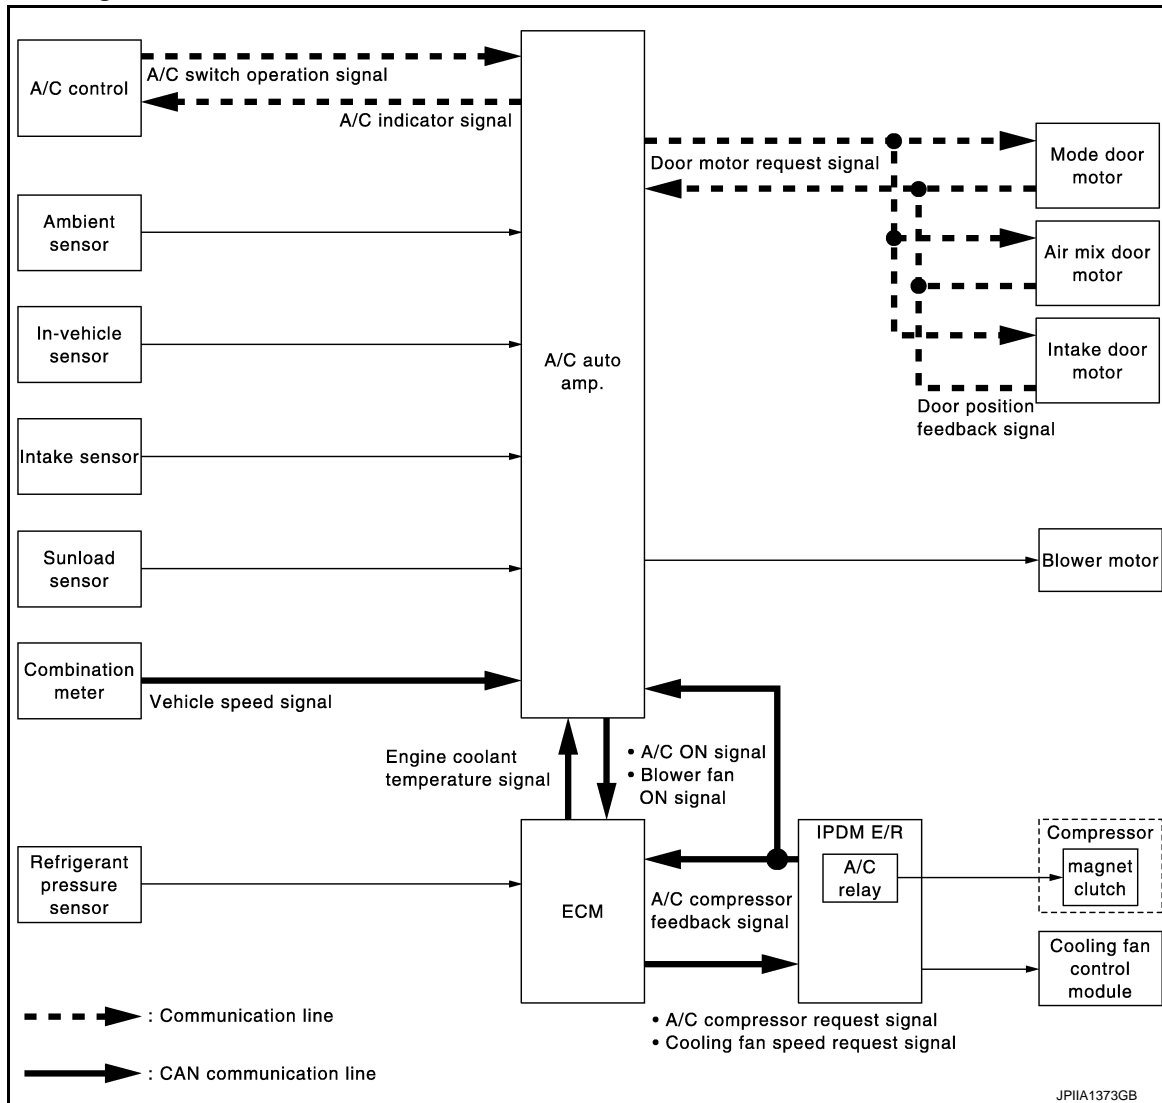 A/C control
A/C switch operation signal
A/C indicator signal
Ambient
sensor
In-vehicle
sensor
Intake sensor
Sunload
sensor
Combination
meter
Vehicle speed signal
A/C auto
amp.
Door motor request signal
Mode door
motor
Air mix door
motor
Intake door
motor
Door position
feedback signal
Blower motor
Engine coolant
temperature signal
• A/C ON signal
• Blower fan
ON signal
Refrigerant
pressure
sensor
ECM
A/C compressor
feedback signal
IPDM E/R
A/C
relay
Compressor
magnet
clutch
Cooling fan
control
module
• A/C compressor request signal
• Cooling fan speed request signal
: Communication line
: CAN communication line
JPIIA1373GB